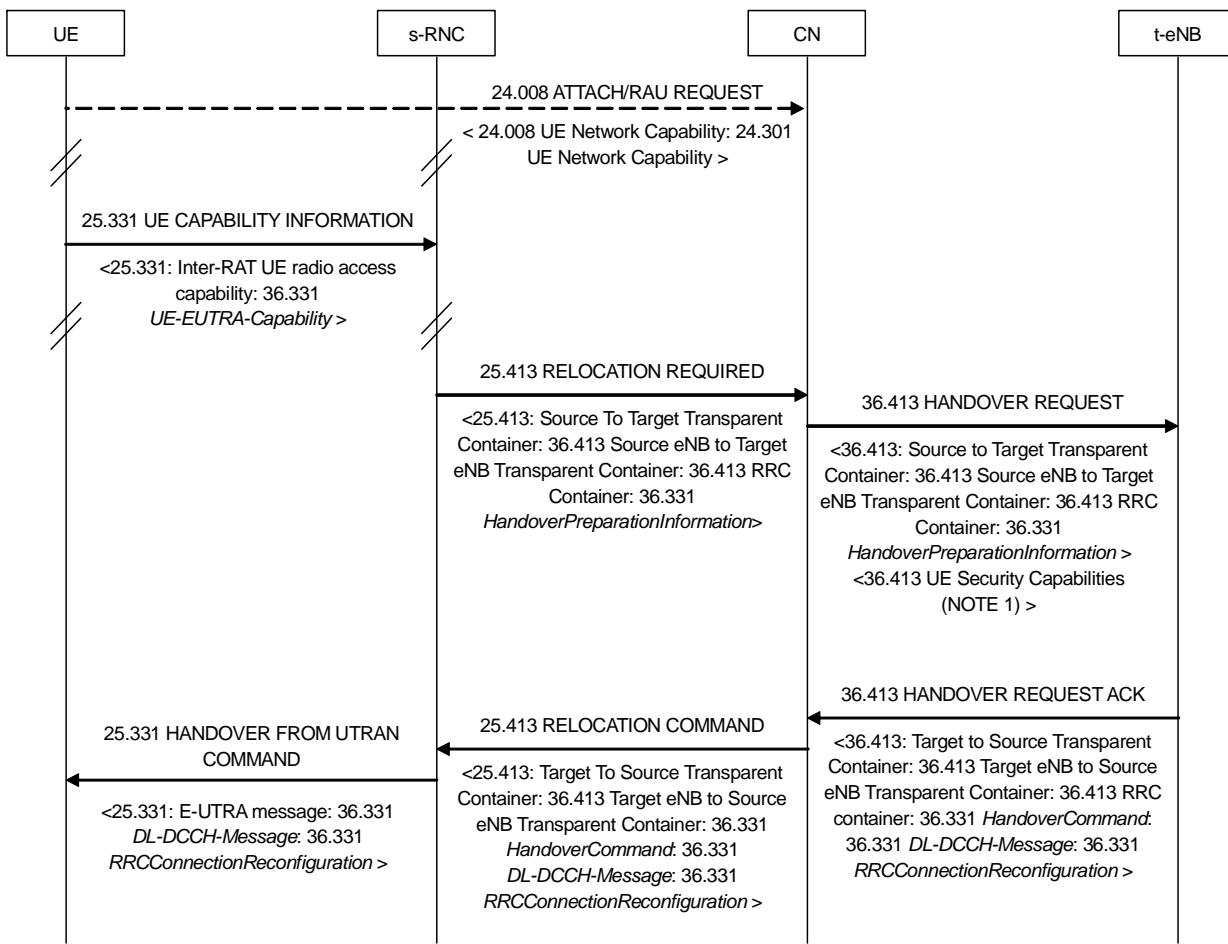 UE
s-RNC
CN
t-eNB
24.008 ATTACH/RAU REQUEST
< 24.008 UE Network Capability: 24.301
UE Network Capability >
25.331 UE CAPABILITY INFORMATION
<25.331: Inter-RAT UE radio access
capability: 36.331
UE-EUTRA-Capability >
25.413 RELOCATION REQUIRED
<25.413: Source To Target Transparent
Container: 36.413 Source eNB to Target
eNB Transparent Container: 36.413 RRC
Container: 36.331
HandoverPreparationInformation>
36.413 HANDOVER REQUEST
<36.413: Source to Target Transparent
Container: 36.413 Source eNB to Target
eNB Transparent Container: 36.413 RRC
Container: 36.331
HandoverPreparationInformation >
<36.413 UE Security Capabilities
(NOTE 1) >
36.413 HANDOVER REQUEST ACK
<36.413: Target to Source Transparent
Container: 36.413 Target eNB to Source
eNB Transparent Container: 36.413 RRC
container: 36.331 HandoverCommand:
36.331 DL-DCCH-Message: 36.331
RRCConnectionReconfiguration >
25.413 RELOCATION COMMAND
<25.413: Target To Source Transparent
Container: 36.413 Target eNB to Source
eNB Transparent Container: 36.331
HandoverCommand: 36.331
DL-DCCH-Message: 36.331
RRCConnectionReconfiguration >
25.331 HANDOVER FROM UTRAN
COMMAND
<25.331: E-UTRA message: 36.331
DL-DCCH-Message: 36.331
RRCConnectionReconfiguration >